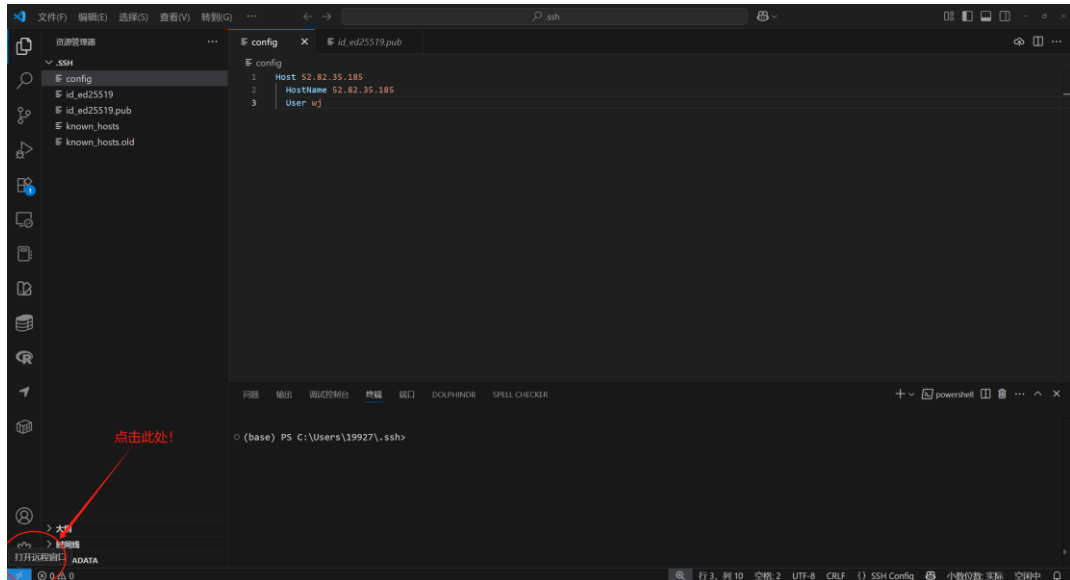 文件(F) 编辑(E) 选择(S) 查看(V) 转到(G) ··· ← → .ssh
资源管理器 ···
config × id_ed25519.pub
.SSH
config
id_ed25519
id_ed25519.pub
known_hosts
known_hosts.old
config
1 Host 52.82.35.185
2 HostName 52.82.35.185
3 User wj
1
问题 输出 调试控制台 终端 端口 DOLPHINDB SPELL CHECKER
powershell
(base) PS C:\Users\19927\.ssh>
点击此处!
大纲
时间线
打开远程窗口
ADATA
0 0 行 3, 列 10 空格: 2 UTF-8 CRLF {} SSH Config 小数位数: 实际 空闲中